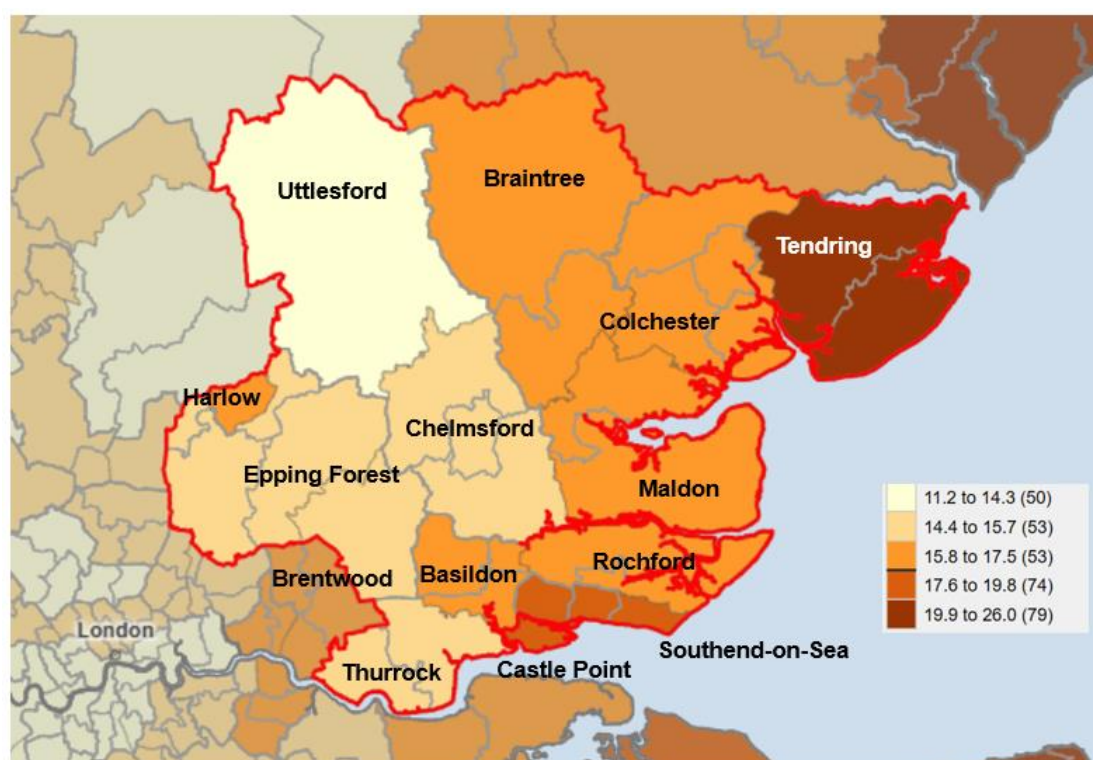 Uttlesford
Braintree
Tendring
Colchester
Harlow
Chelmsford
Epping Forest
Maldon
Rochford
Brentwood
Basildon
London
Thurrock
Castle Point
Southend-on-Sea
11.2 to 14.3 (50)
14.4 to 15.7 (53)
15.8 to 17.5 (53)
17.6 to 19.8 (74)
19.9 to 26.0 (79)